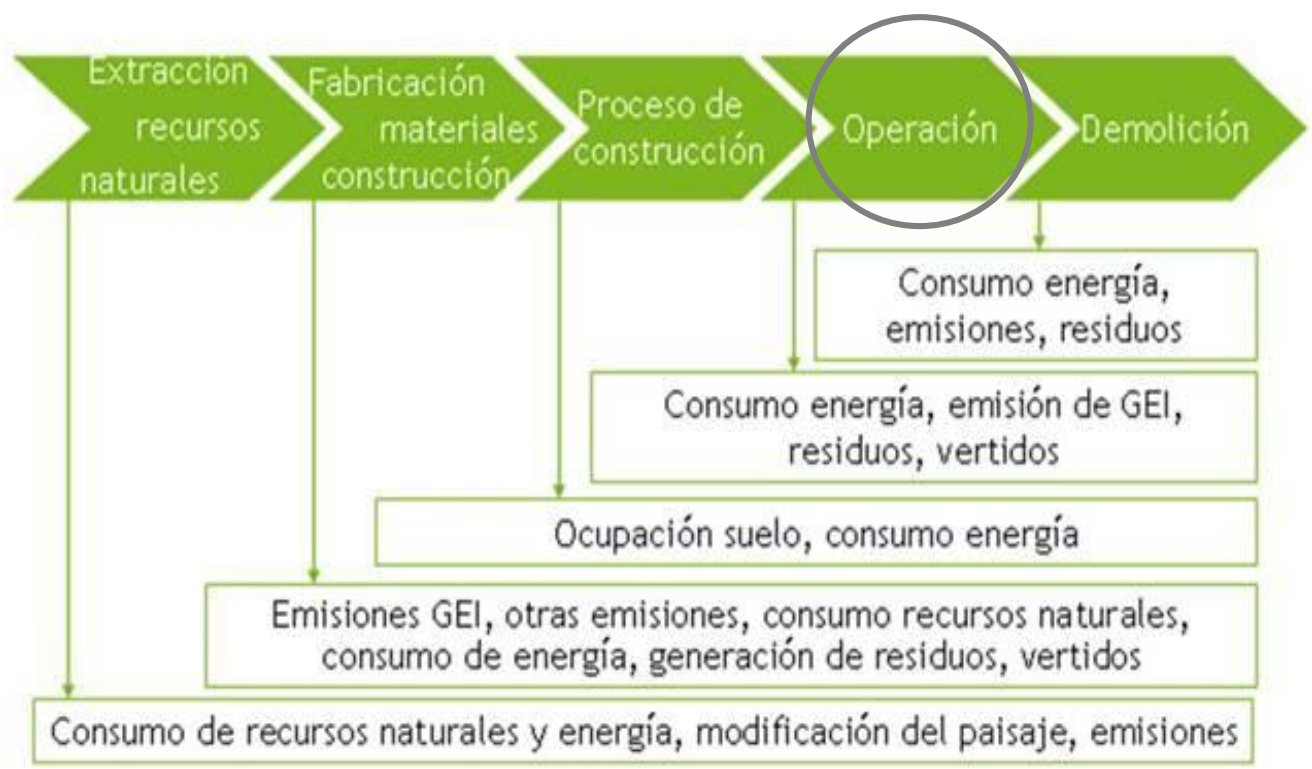 Extracción
recursos
naturales
Fabricación
materiales
construcción
Proceso de
construcción
Operación
Demolición
Consumo energía,
emisiones, residuos
Consumo energía, emisión de GEI,
residuos, vertidos
Ocupación suelo, consumo energía
Emisiones GEI, otras emisiones, consumo recursos naturales,
consumo de energía, generación de residuos, vertidos
Consumo de recursos naturales y energía, modificación del paisaje, emisiones